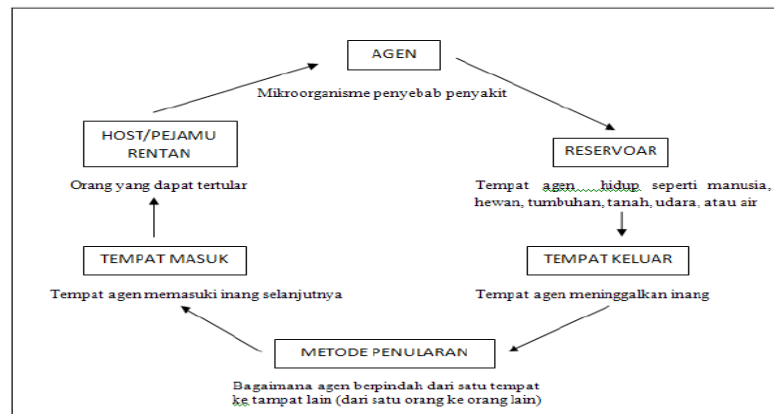 AGEN
Mikroorganisme penyebab penyakit
HOST/PEJAMU
RENTAN
Orang yang dapat tertular
RESERVOAR
Tempat agen hidup seperti manusia,
hewan, tumbuhan, tanah, udara, atau air
TEMPAT MASUK
Tempat agen memasuki inang selanjutnya
TEMPAT KELUAR
Tempat agen meninggalkan inang
METODE PENULARAN
Bagaimana agen berpindah dari satu tempat
ke tampat lain (dari satu orang ke orang lain)